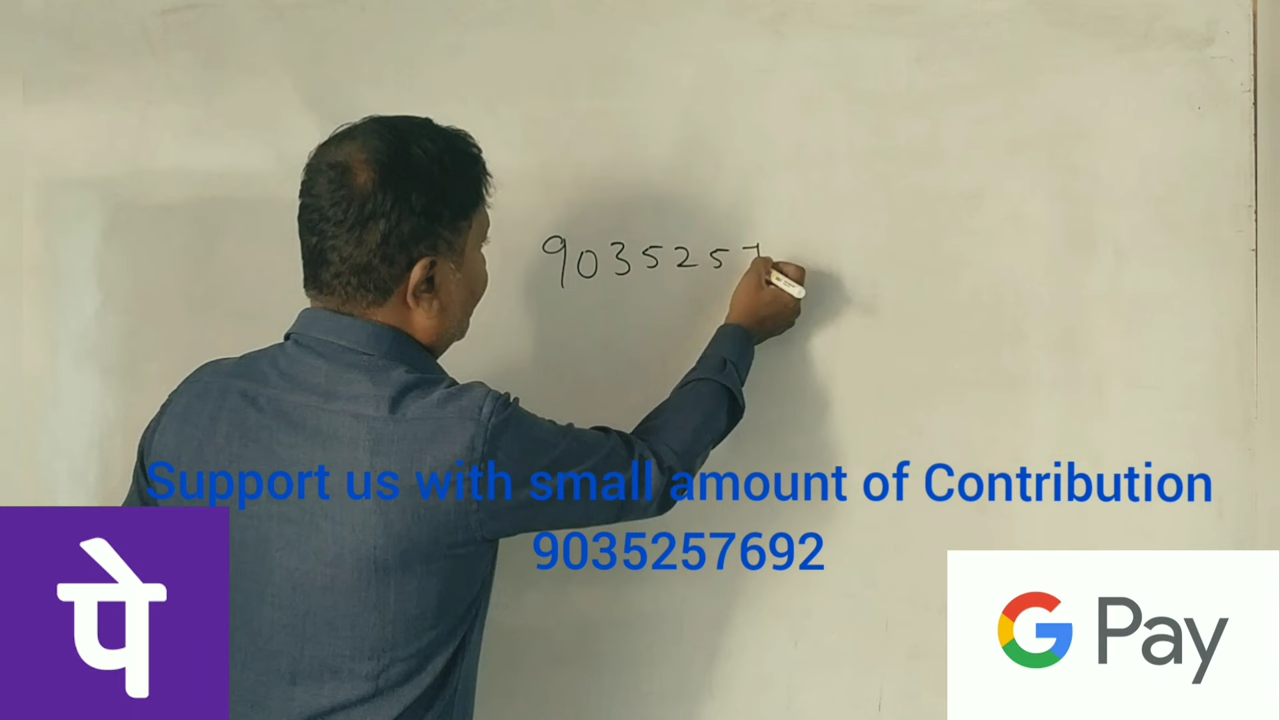 9035257
Support us with small amount of Contribution
9035257692
पे
G Pay